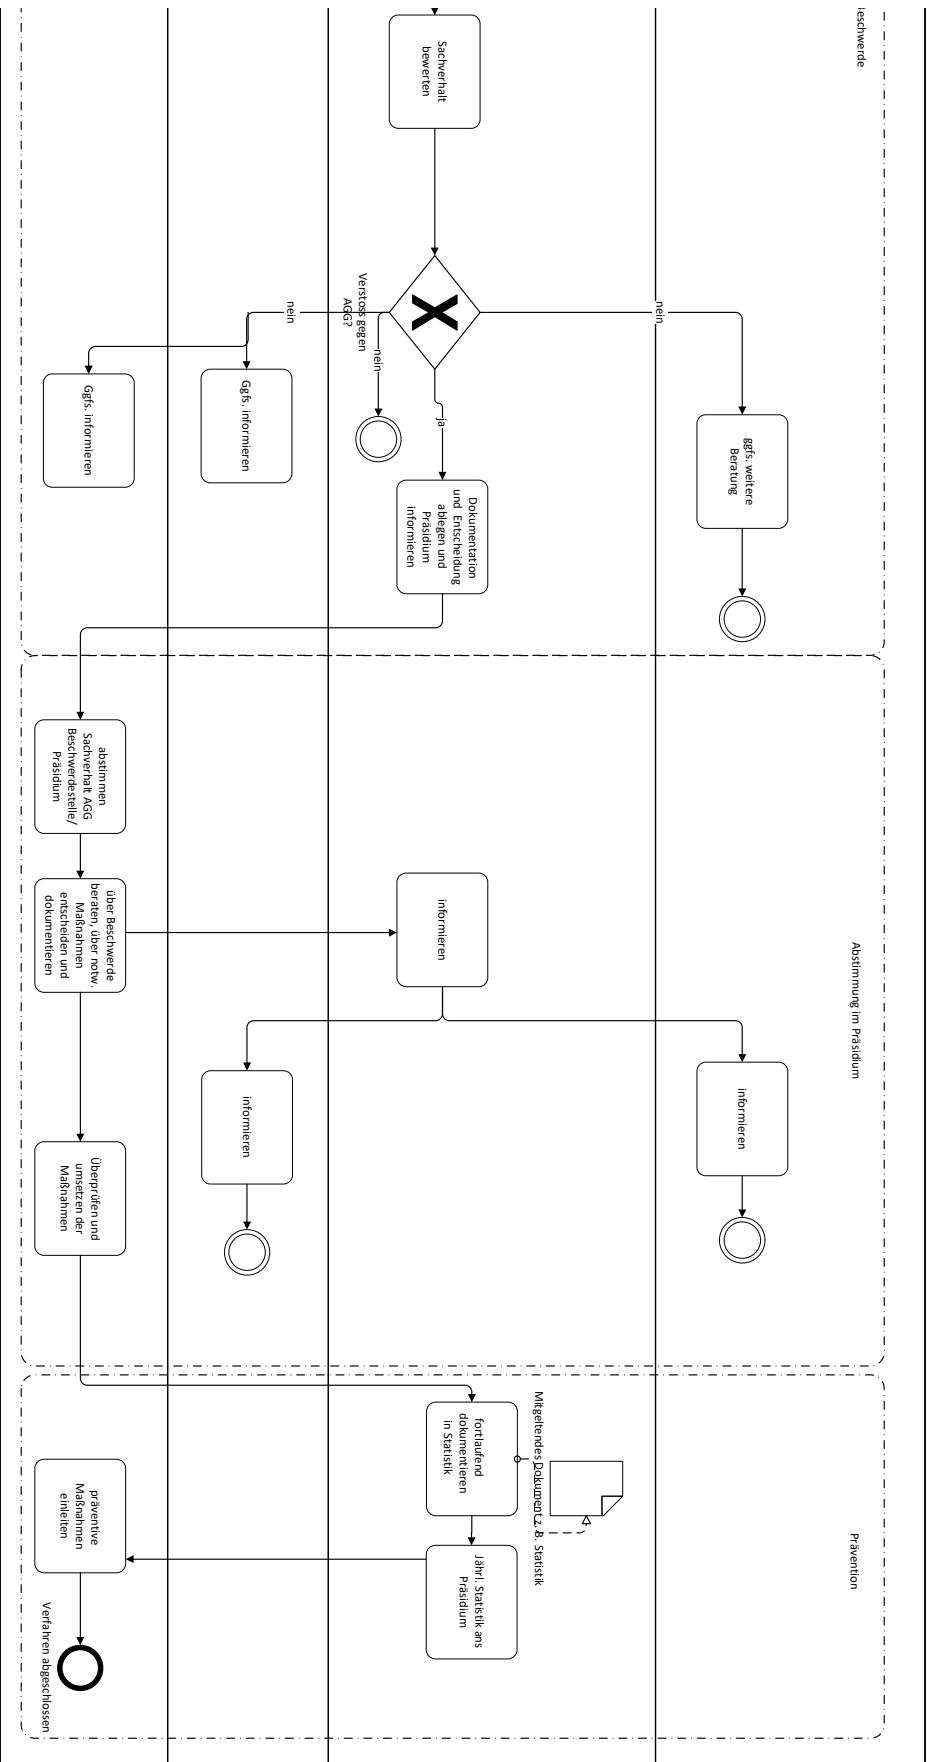 eschwerde
Abstimmung im Präsidium
Prävention
nein
ggfs. weitere
Beratung
informieren
Sachverhalt
bewerten
Verstoss gegen
AGG?
nein
ja
Dokumentation
und Entscheidung
ablegen und
Präsidium
informieren
informieren
Mitgeltendes Dokument z. B. Statistik
fortlaufend
dokumentieren
in Statistik
Jährl. Statistik ans
Präsidium
nein
Ggfs. informieren
informieren
Ggfs. informieren
abstimmen
Sachverhalt AGG
Beschwerdestelle/
Präsidium
über Beschwerde
beraten, über notw.
Maßnahmen
entscheiden und
dokumentieren
Überprüfen und
umsetzen der
Maßnahmen
präventive
Maßnahmen
einleiten
Verfahren abgeschlossen